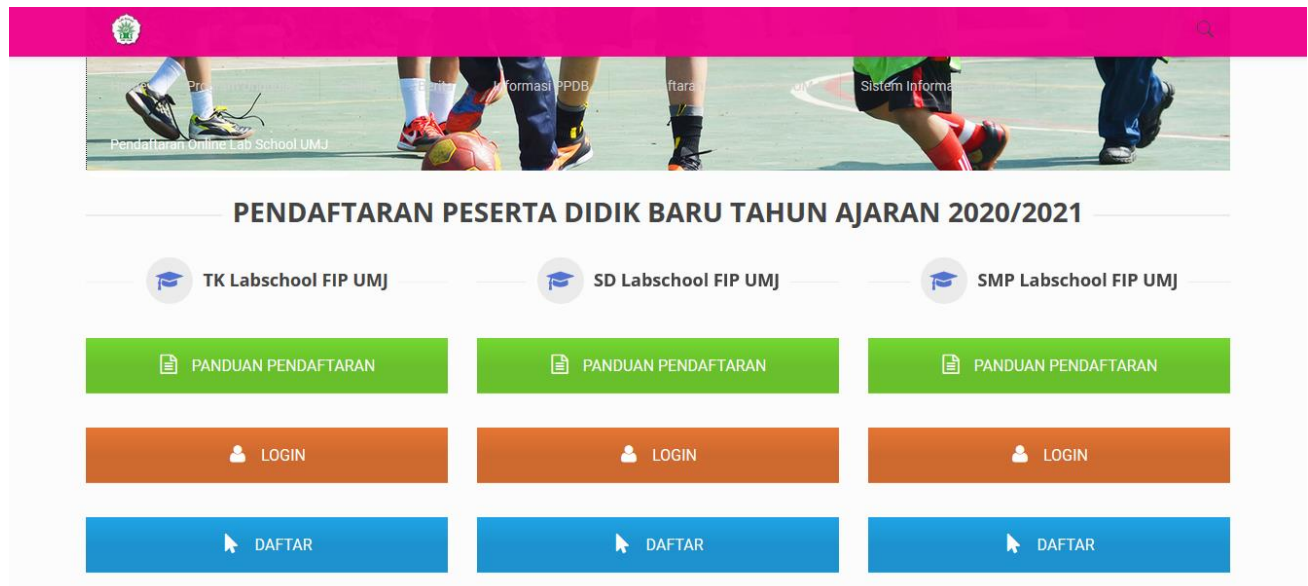 Berita Informasi PPDB Sistem Informa
Pendaftaran Online Lab School UMJ
PENDAFTARAN PESERTA DIDIK BARU TAHUN AJARAN 2020/2021
TK Labschool FIP UMJ SD Labschool FIP UMJ SMP Labschool FIP UMJ
PANDUAN PENDAFTARAN PANDUAN PENDAFTARAN PANDUAN PENDAFTARAN
LOGIN LOGIN LOGIN
DAFTAR DAFTAR DAFTAR